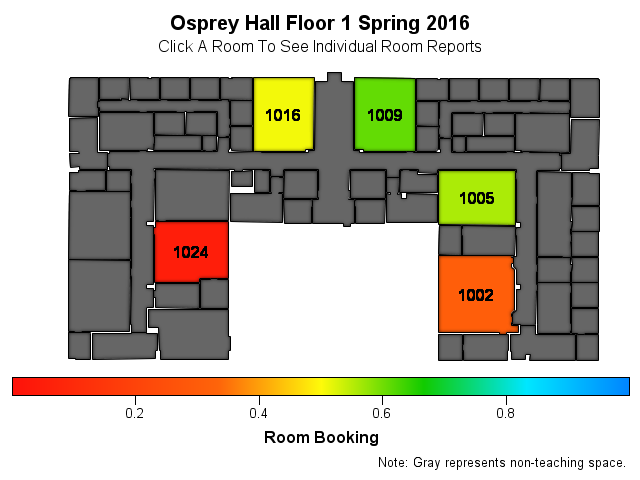 Osprey Hall Floor 1 Spring 2016
Click A Room To See Individual Room Reports
1016
1009
1005
1024
1002
0.2 0.4 0.6 0.8
Room Booking
Note: Gray represents non-teaching space.